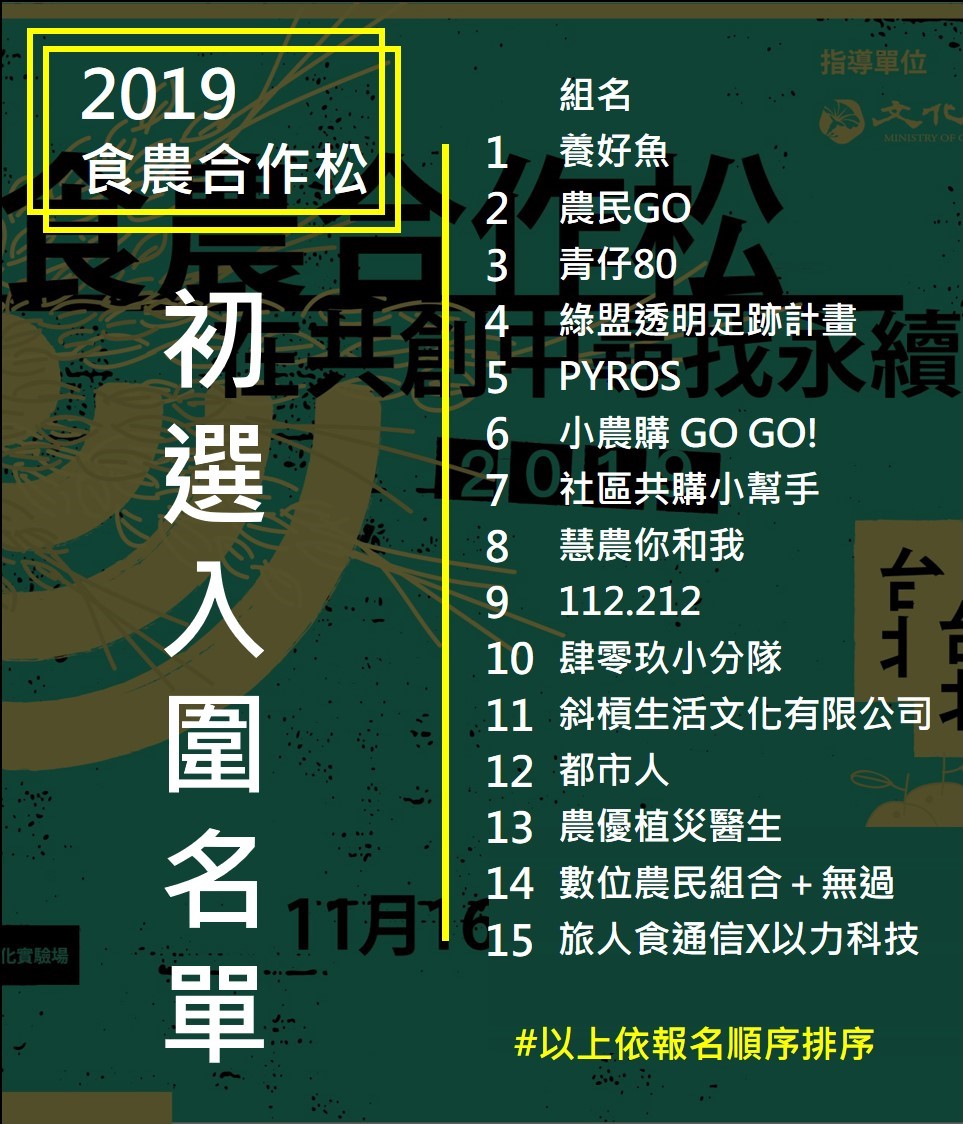 2019
食農合作松
初選入圍名單
組名
1 養好魚
2 農民GO
3 青仔80
4 綠盟透明足跡計畫
5 PYROS
6 小農購 GO GO!
7 社區共購小幫手
8 慧農你和我
9 112.212
10 肆零玖小分隊
11 斜槓生活文化有限公司
12 都市人
13 農優植災醫生
14 數位農民組合+無過
15 旅人食通信X以力科技
#以上依報名順序排序
指導單位
文化
MINISTRY OF
食農合作松
在共創中尋找永續
2019
台北
11月16
化實驗場